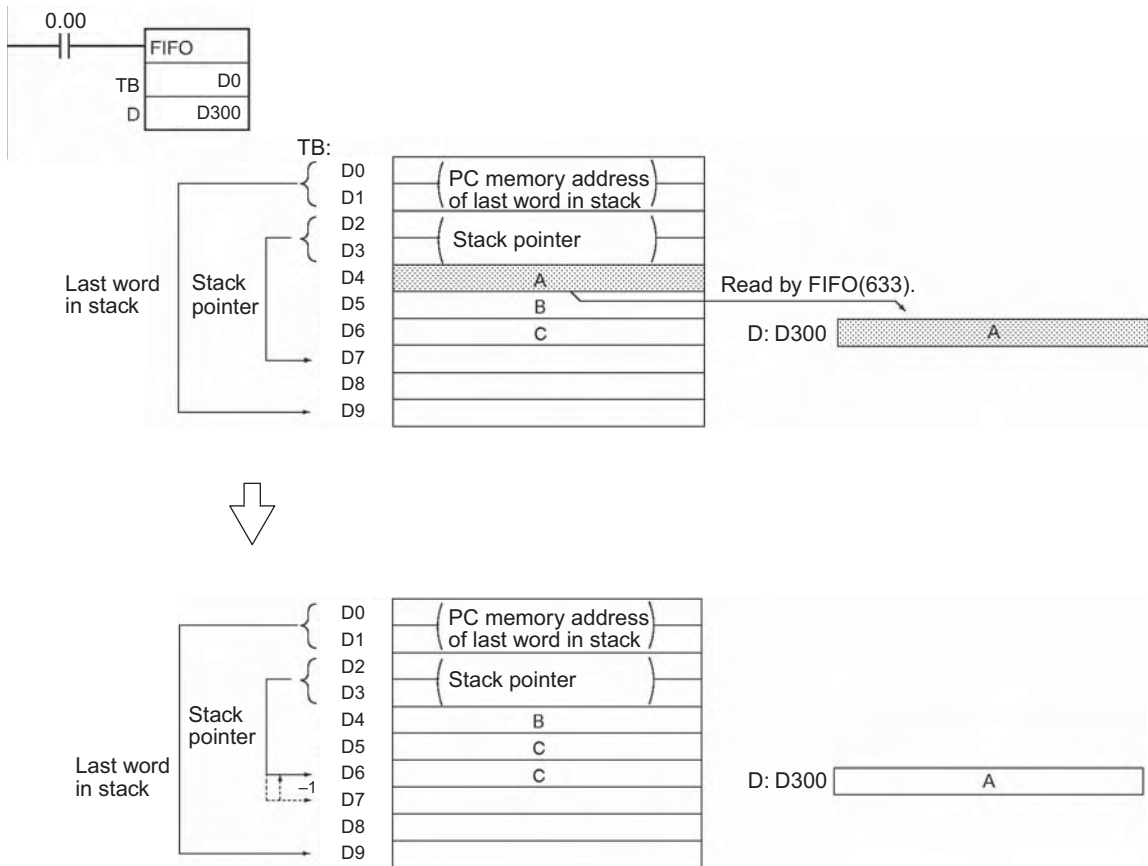 0.00
FIFO
TB D0
D D300
TB:
D0
D1
D2
D3
D4
D5
D6
D7
D8
D9
PC memory address
of last word in stack
Stack pointer
A
B
C
Last word
in stack
Stack
pointer
Read by FIFO(633).
D: D300 A
D0
D1
D2
D3
D4
D5
D6
D7
D8
D9
PC memory address
of last word in stack
Stack pointer
B
C
C
Stack
pointer
Last word
in stack
–1
D: D300 A